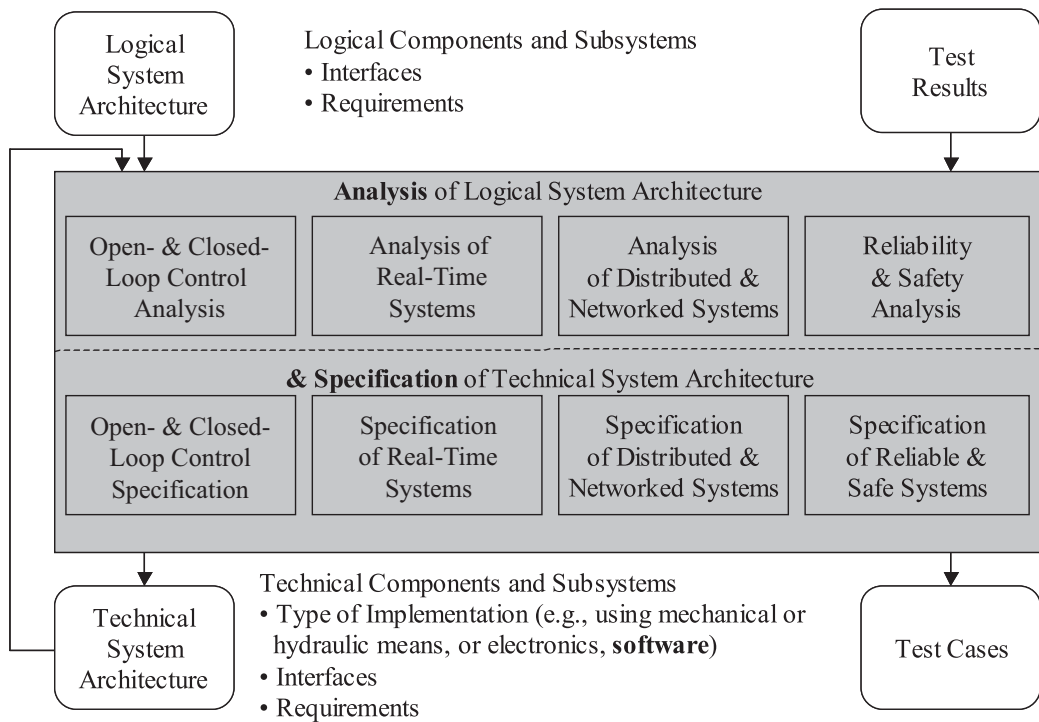 Logical
System
Architecture
Logical Components and Subsystems
• Interfaces
• Requirements
Test
Results
Analysis of Logical System Architecture
Open- & Closed-
Loop Control
Analysis
Analysis of
Real-Time
Systems
Analysis
of Distributed &
Networked Systems
Reliability
& Safety
Analysis
& Specification of Technical System Architecture
Open- & Closed-
Loop Control
Specification
Specification
of Real-Time
Systems
Specification
of Distributed &
Networked Systems
Specification
of Reliable &
Safe Systems
Technical
System
Architecture
Technical Components and Subsystems
• Type of Implementation (e.g., using mechanical or
hydraulic means, or electronics, software)
• Interfaces
• Requirements
Test Cases